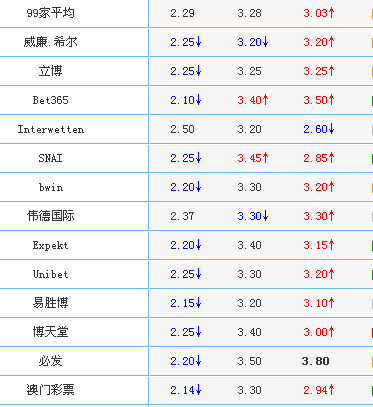 99家平均 2.29 3.28 3.03↑
威廉.希尔 2.25↓ 3.20↓ 3.20↑
立博 2.25↓ 3.25 3.25↑
Bet365 2.10↓ 3.40↑ 3.50↑
Interwetten 2.50 3.20 2.60↓
SNAI 2.25↓ 3.45↑ 2.85↑
bwin 2.20↓ 3.30 3.20↑
伟德国际 2.37 3.30↓ 3.30↑
Expekt 2.20↓ 3.40 3.15↑
Unibet 2.25↓ 3.30 3.20↑
易胜博 2.15↓ 3.20 3.10↑
博天堂 2.25↓ 3.40 3.00↑
必发 2.20↓ 3.50 3.80
澳门彩票 2.14↓ 3.30 2.94↑